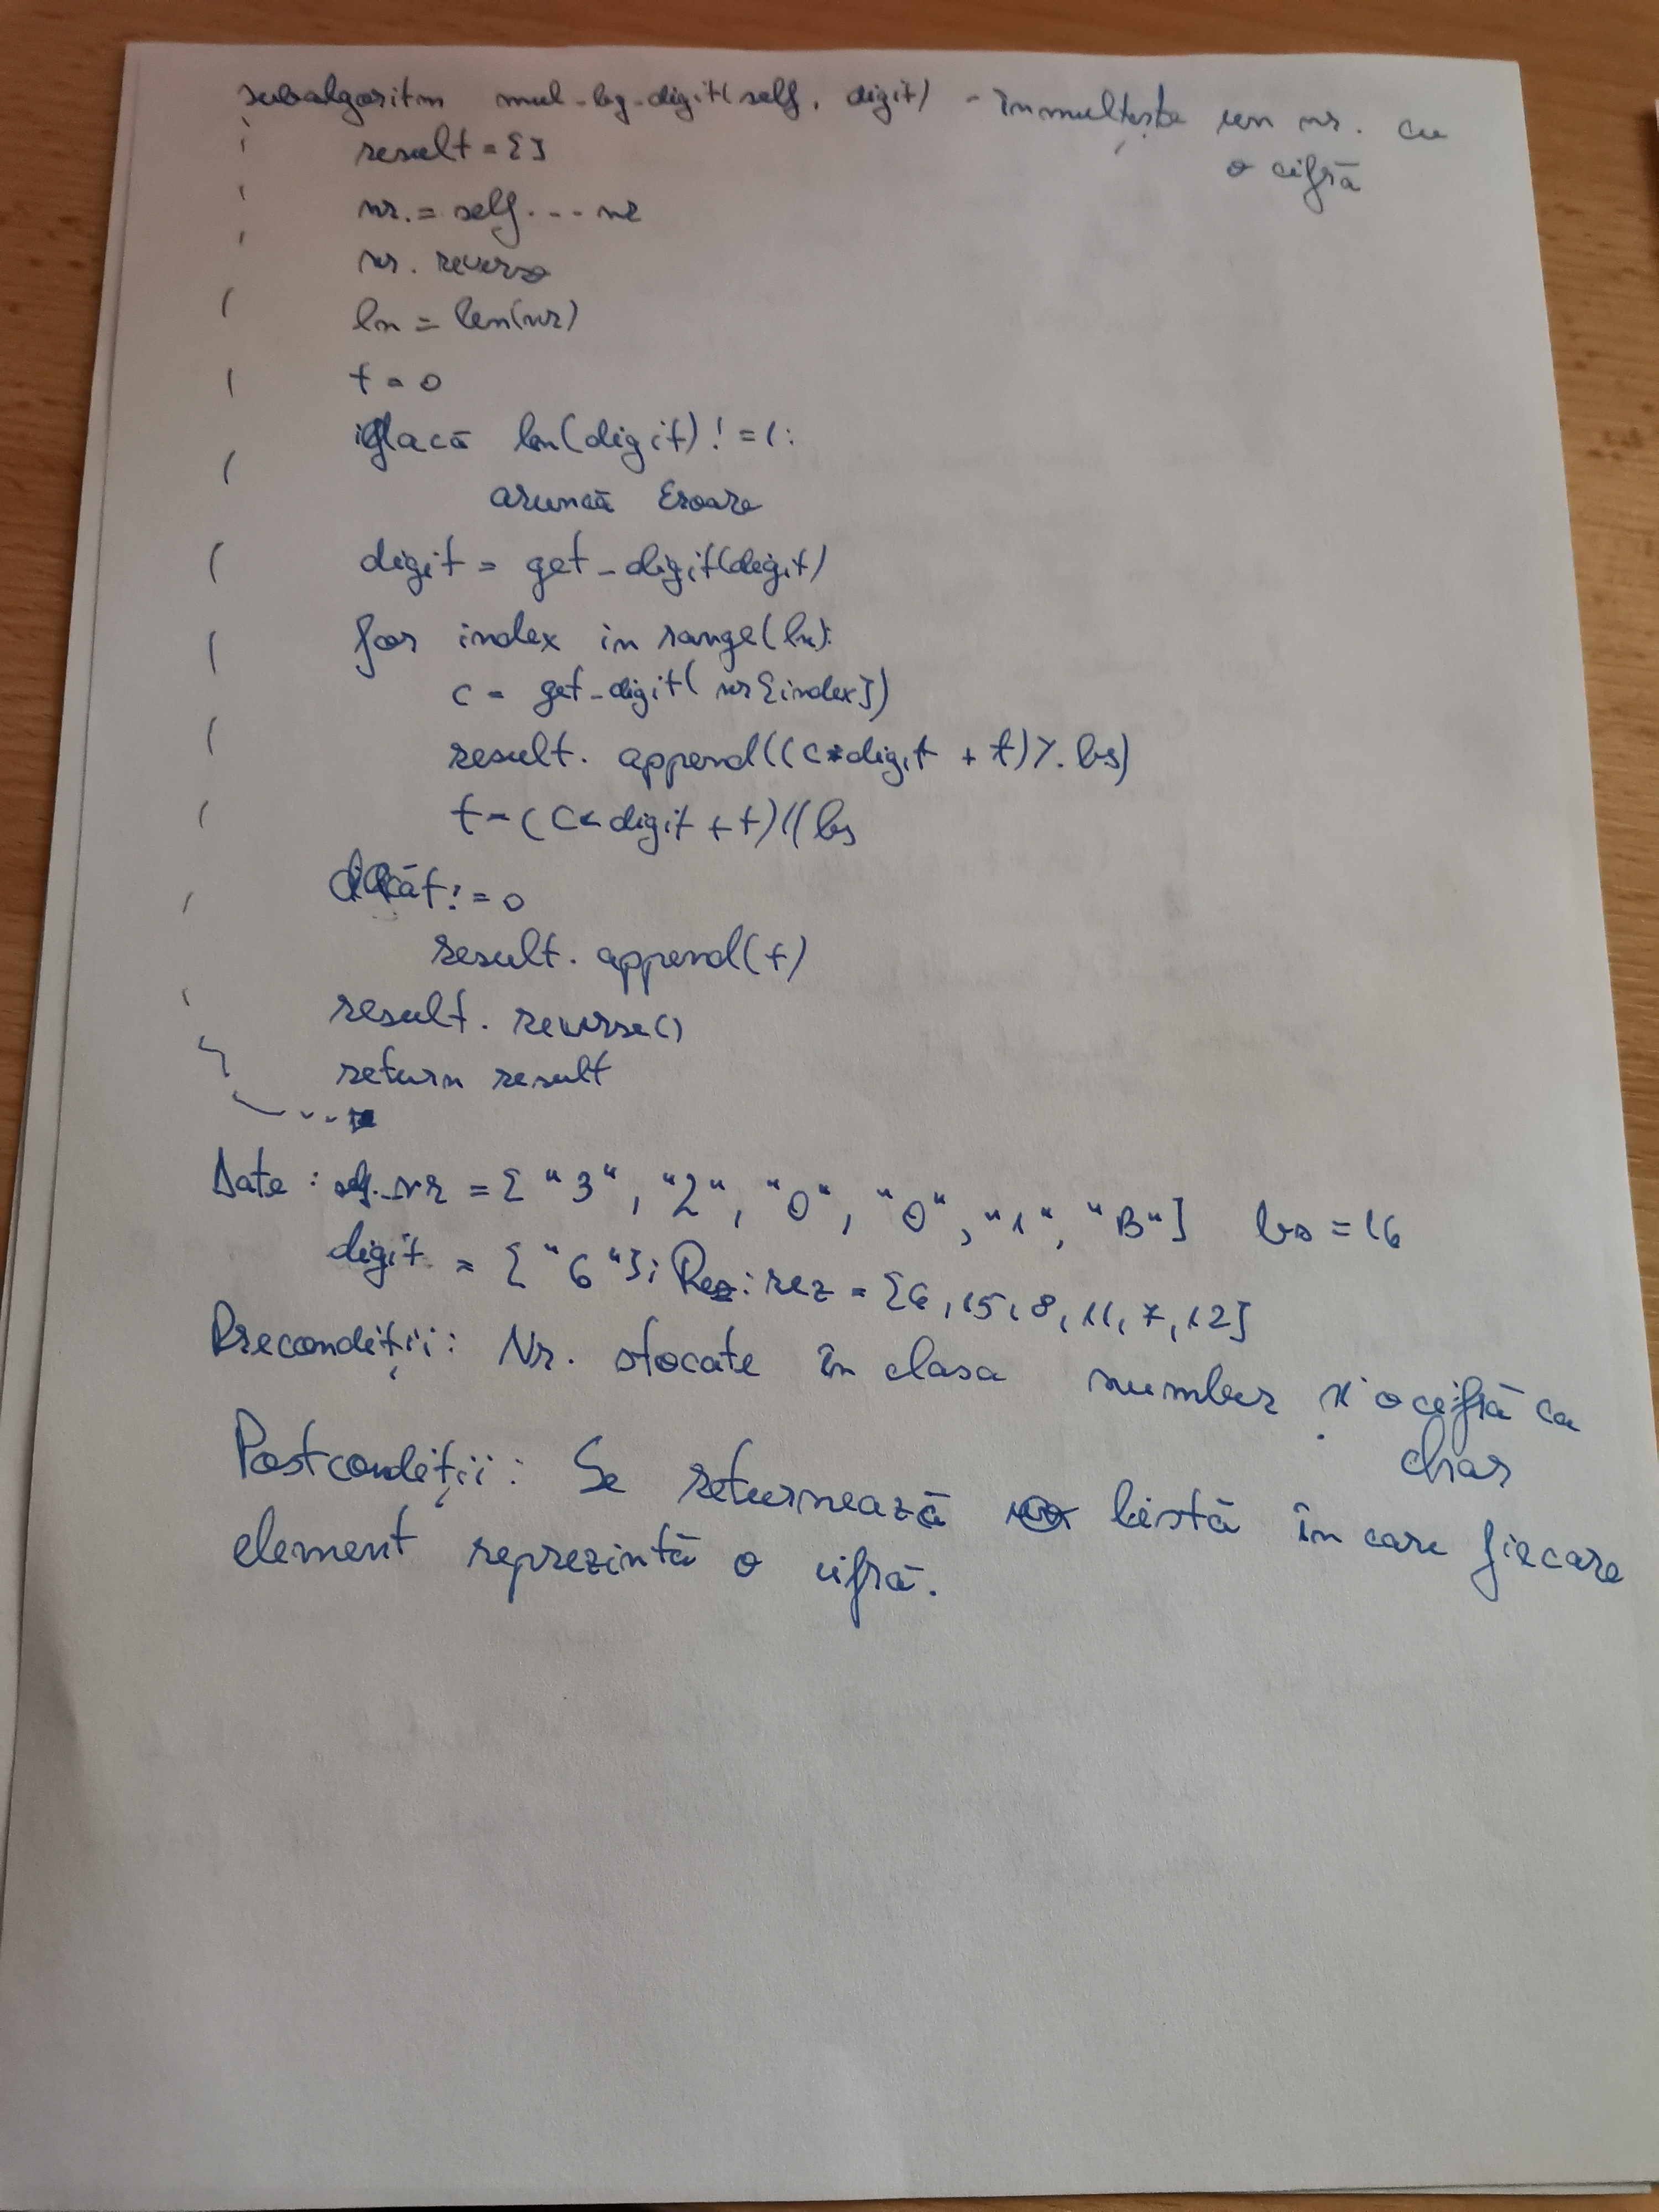 subalgoritm mul_by_digit(self, digit) - înmulțește un nr. cu
o cifră
result = []
nr. = self.__nr
nr. reverse
ln = len(nr)
t = 0
dacă len(digit) != 1:
aruncă Eroare
digit = get_digit(digit)
for index in range(ln):
c = get_digit(nr[index])
result. append((c*digit + t) % bs)
t = (c * digit + t) // bs
dacă t != 0
result. append(t)
result. reverse()
return result
Date: self.__nr = ["3", "2", "0", "0", "1", "B"] bs = 16
digit = ["6"]; Rez: rez = [6, 15, 8, 11, 7, 12]
Precondiții: Nr. stocate în clasa number și o cifră ca
char
Postcondiții: Se returnează listă în care fiecare
element reprezintă o cifră.